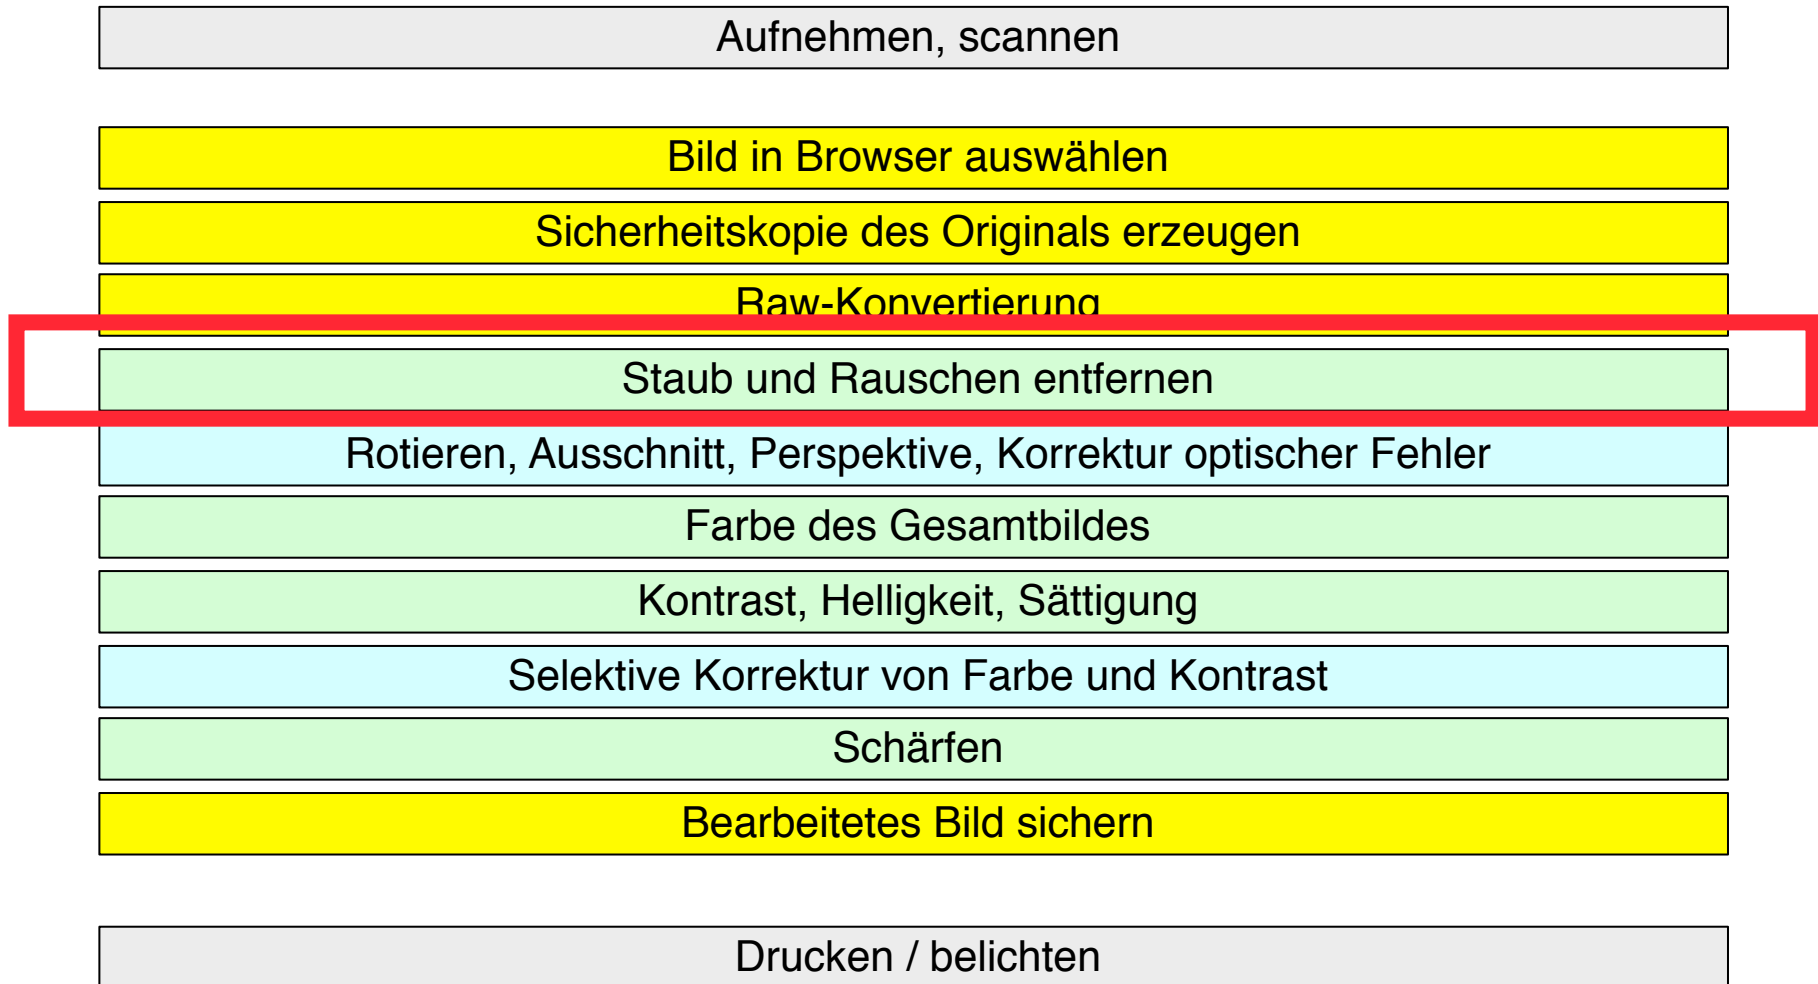 Aufnehmen, scannen
Bild in Browser auswählen
Sicherheitskopie des Originals erzeugen
Raw-Konvertierung
Staub und Rauschen entfernen
Rotieren, Ausschnitt, Perspektive, Korrektur optischer Fehler
Farbe des Gesamtbildes
Kontrast, Helligkeit, Sättigung
Selektive Korrektur von Farbe und Kontrast
Schärfen
Bearbeitetes Bild sichern
Drucken / belichten